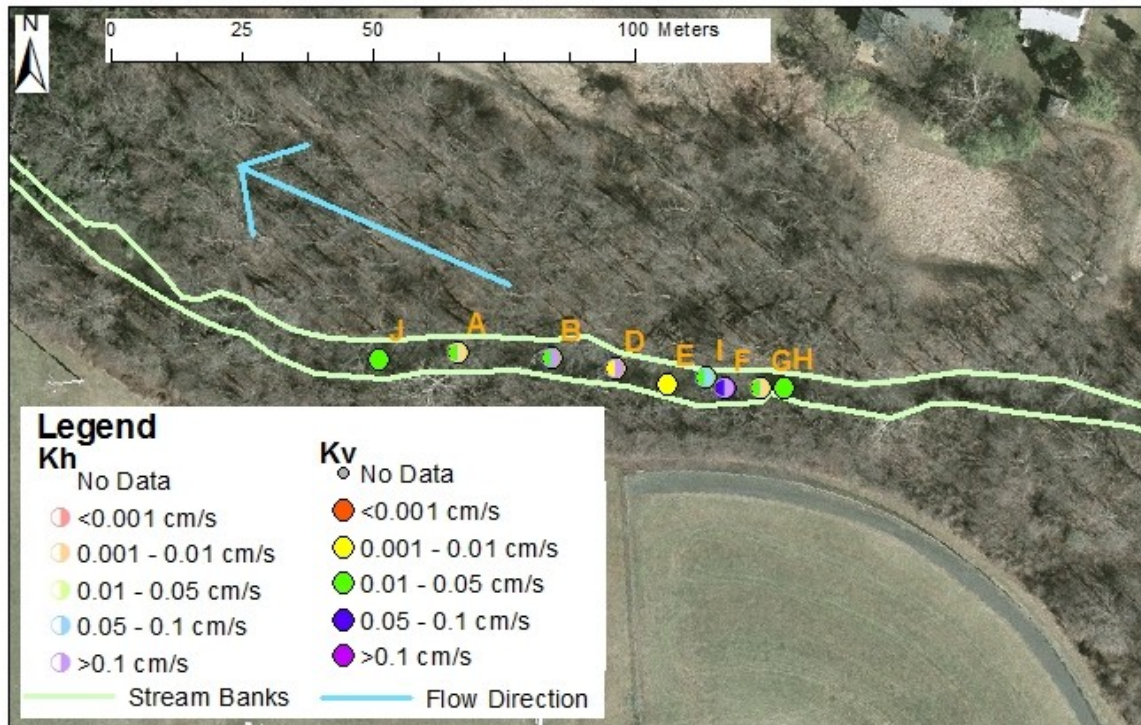 N
0 25 50 100 Meters
J A B D E I F GH
Legend
Kh
No Data
<0.001 cm/s
0.001 - 0.01 cm/s
0.01 - 0.05 cm/s
0.05 - 0.1 cm/s
>0.1 cm/s
Stream Banks
Kv
No Data
<0.001 cm/s
0.001 - 0.01 cm/s
0.01 - 0.05 cm/s
0.05 - 0.1 cm/s
>0.1 cm/s
Flow Direction